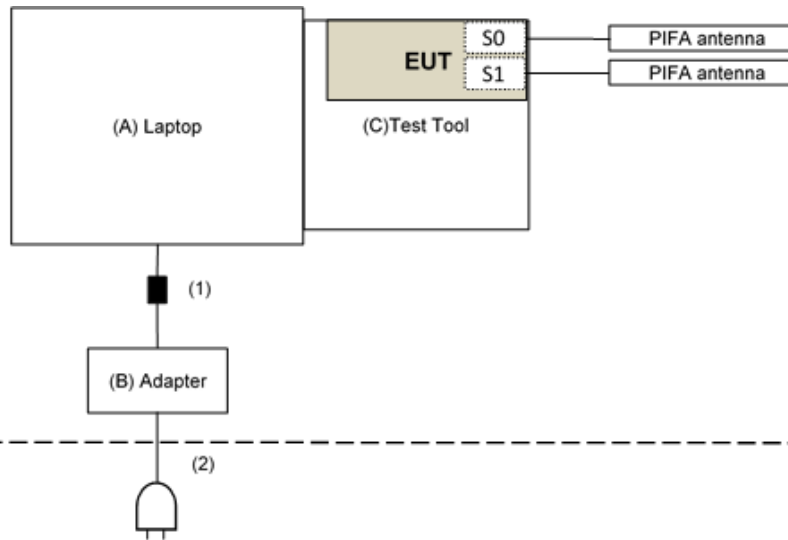 S0
PIFA antenna
EUT
S1
PIFA antenna
(A) Laptop
(C)Test Tool
(1)
(B) Adapter
(2)